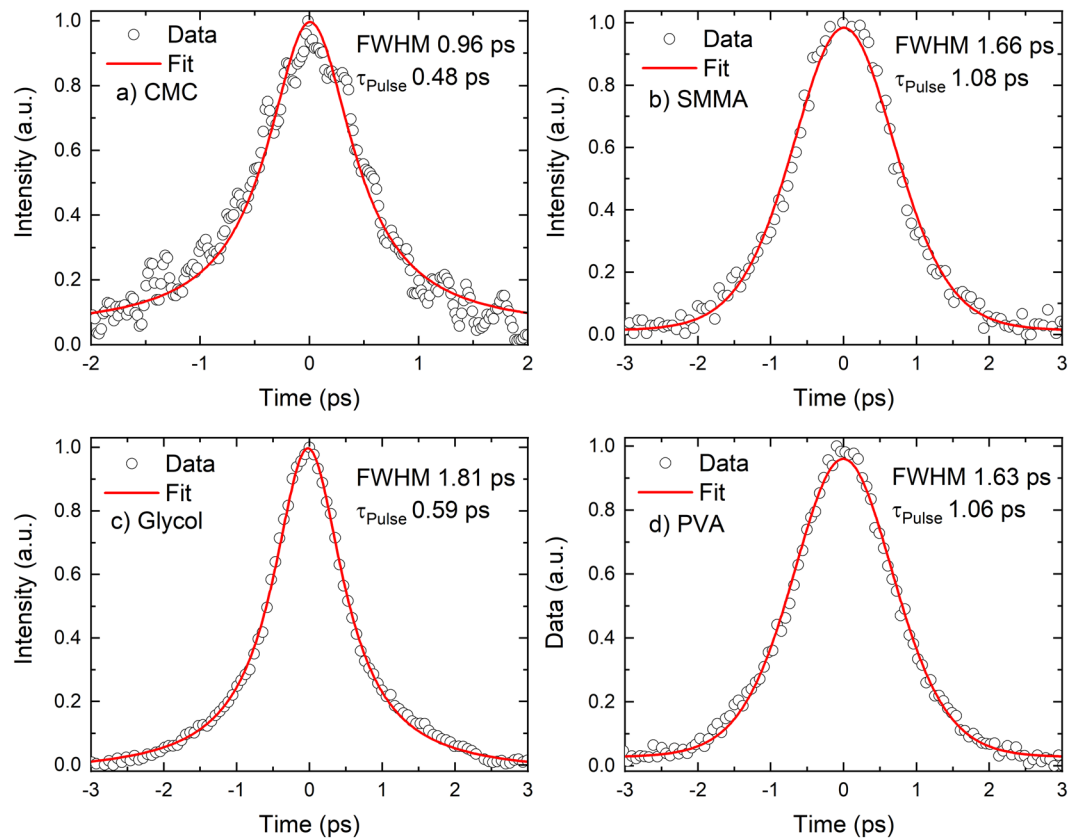 Data
Fit
a) CMC
FWHM 0.96 ps
τPulse 0.48 ps
Intensity (a.u.)
1.0
0.8
0.6
0.4
0.2
0.0
-2 -1 0 1 2
Time (ps)
Data
Fit
b) SMMA
FWHM 1.66 ps
τPulse 1.08 ps
Intensity (a.u.)
1.0
0.8
0.6
0.4
0.2
0.0
-3 -2 -1 0 1 2 3
Time (ps)
Data
Fit
c) Glycol
FWHM 1.81 ps
τPulse 0.59 ps
Intensity (a.u.)
1.0
0.8
0.6
0.4
0.2
0.0
-3 -2 -1 0 1 2 3
Time (ps)
Data
Fit
d) PVA
FWHM 1.63 ps
τPulse 1.06 ps
Data (a.u.)
1.0
0.8
0.6
0.4
0.2
0.0
-3 -2 -1 0 1 2 3
Time (ps)